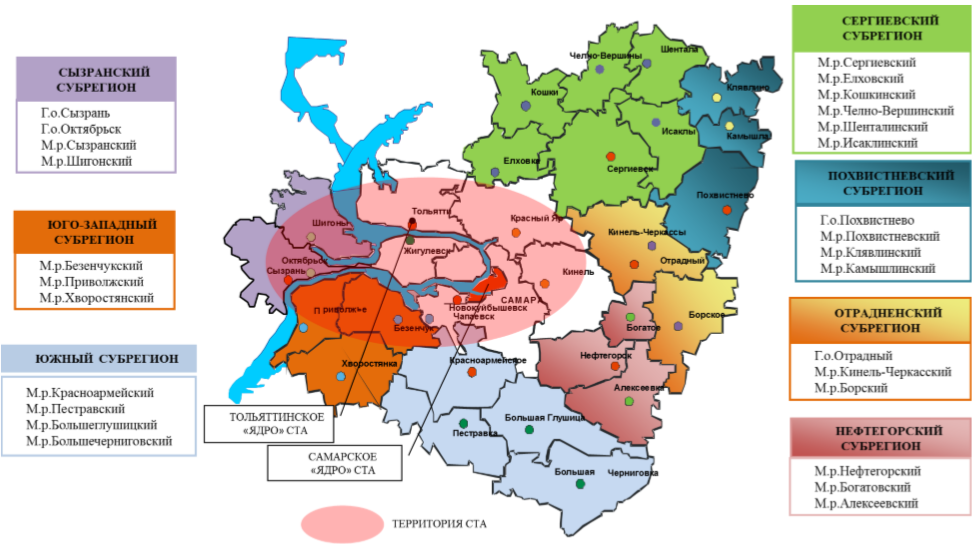 СЫЗРАНСКИЙ
СУБРЕГИОН
Г.о.Сызрань
Г.о.Октябрьск
М.р.Сызранский
М.р.Шигонский
ЮГО-ЗАПАДНЫЙ
СУБРЕГИОН
М.р.Безенчукский
М.р.Приволжский
М.р.Хворостянский
ЮЖНЫЙ СУБРЕГИОН
М.р.Красноармейский
М.р.Пестравский
М.р.Большеглушицкий
М.р.Большечерниговский
Челно-Вершины
Шентала
Кошки
Клявлино
Исаклы
Камышла
Елховка
Сергиевск
Похвистнево
Тольятти
Красный Яр
Шигоны
Кинель-Черкассы
Жигулевск
Октябрьск
Отрадный
Сызрань
Кинель
САМАРА
Приволжье
Новокуйбышевск
Чапаевск
Безенчук
Борское
Богатое
Нефтегорск
Хворостянка
Красноармейское
Алексеевка
Большая Глушица
Пестравка
Большая Черниговка
ТОЛЬЯТТИНСКОЕ
«ЯДРО» СТА
САМАРСКОЕ
«ЯДРО» СТА
ТЕРРИТОРИЯ СТА
СЕРГИЕВСКИЙ
СУБРЕГИОН
М.р.Сергиевский
М.р.Елховский
М.р.Кошкинский
М.р.Челно-Вершинский
М.р.Шенталинский
М.р.Исаклинский
ПОХВИСТНЕВСКИЙ
СУБРЕГИОН
Г.о.Похвистнево
М.р.Похвистневский
М.р.Клявлинский
М.р.Камышлинский
ОТРАДНЕНСКИЙ
СУБРЕГИОН
Г.о.Отрадный
М.р.Кинель-Черкасский
М.р.Борский
НЕФТЕГОРСКИЙ
СУБРЕГИОН
М.р.Нефтегорский
М.р.Богатовский
М.р.Алексеевский